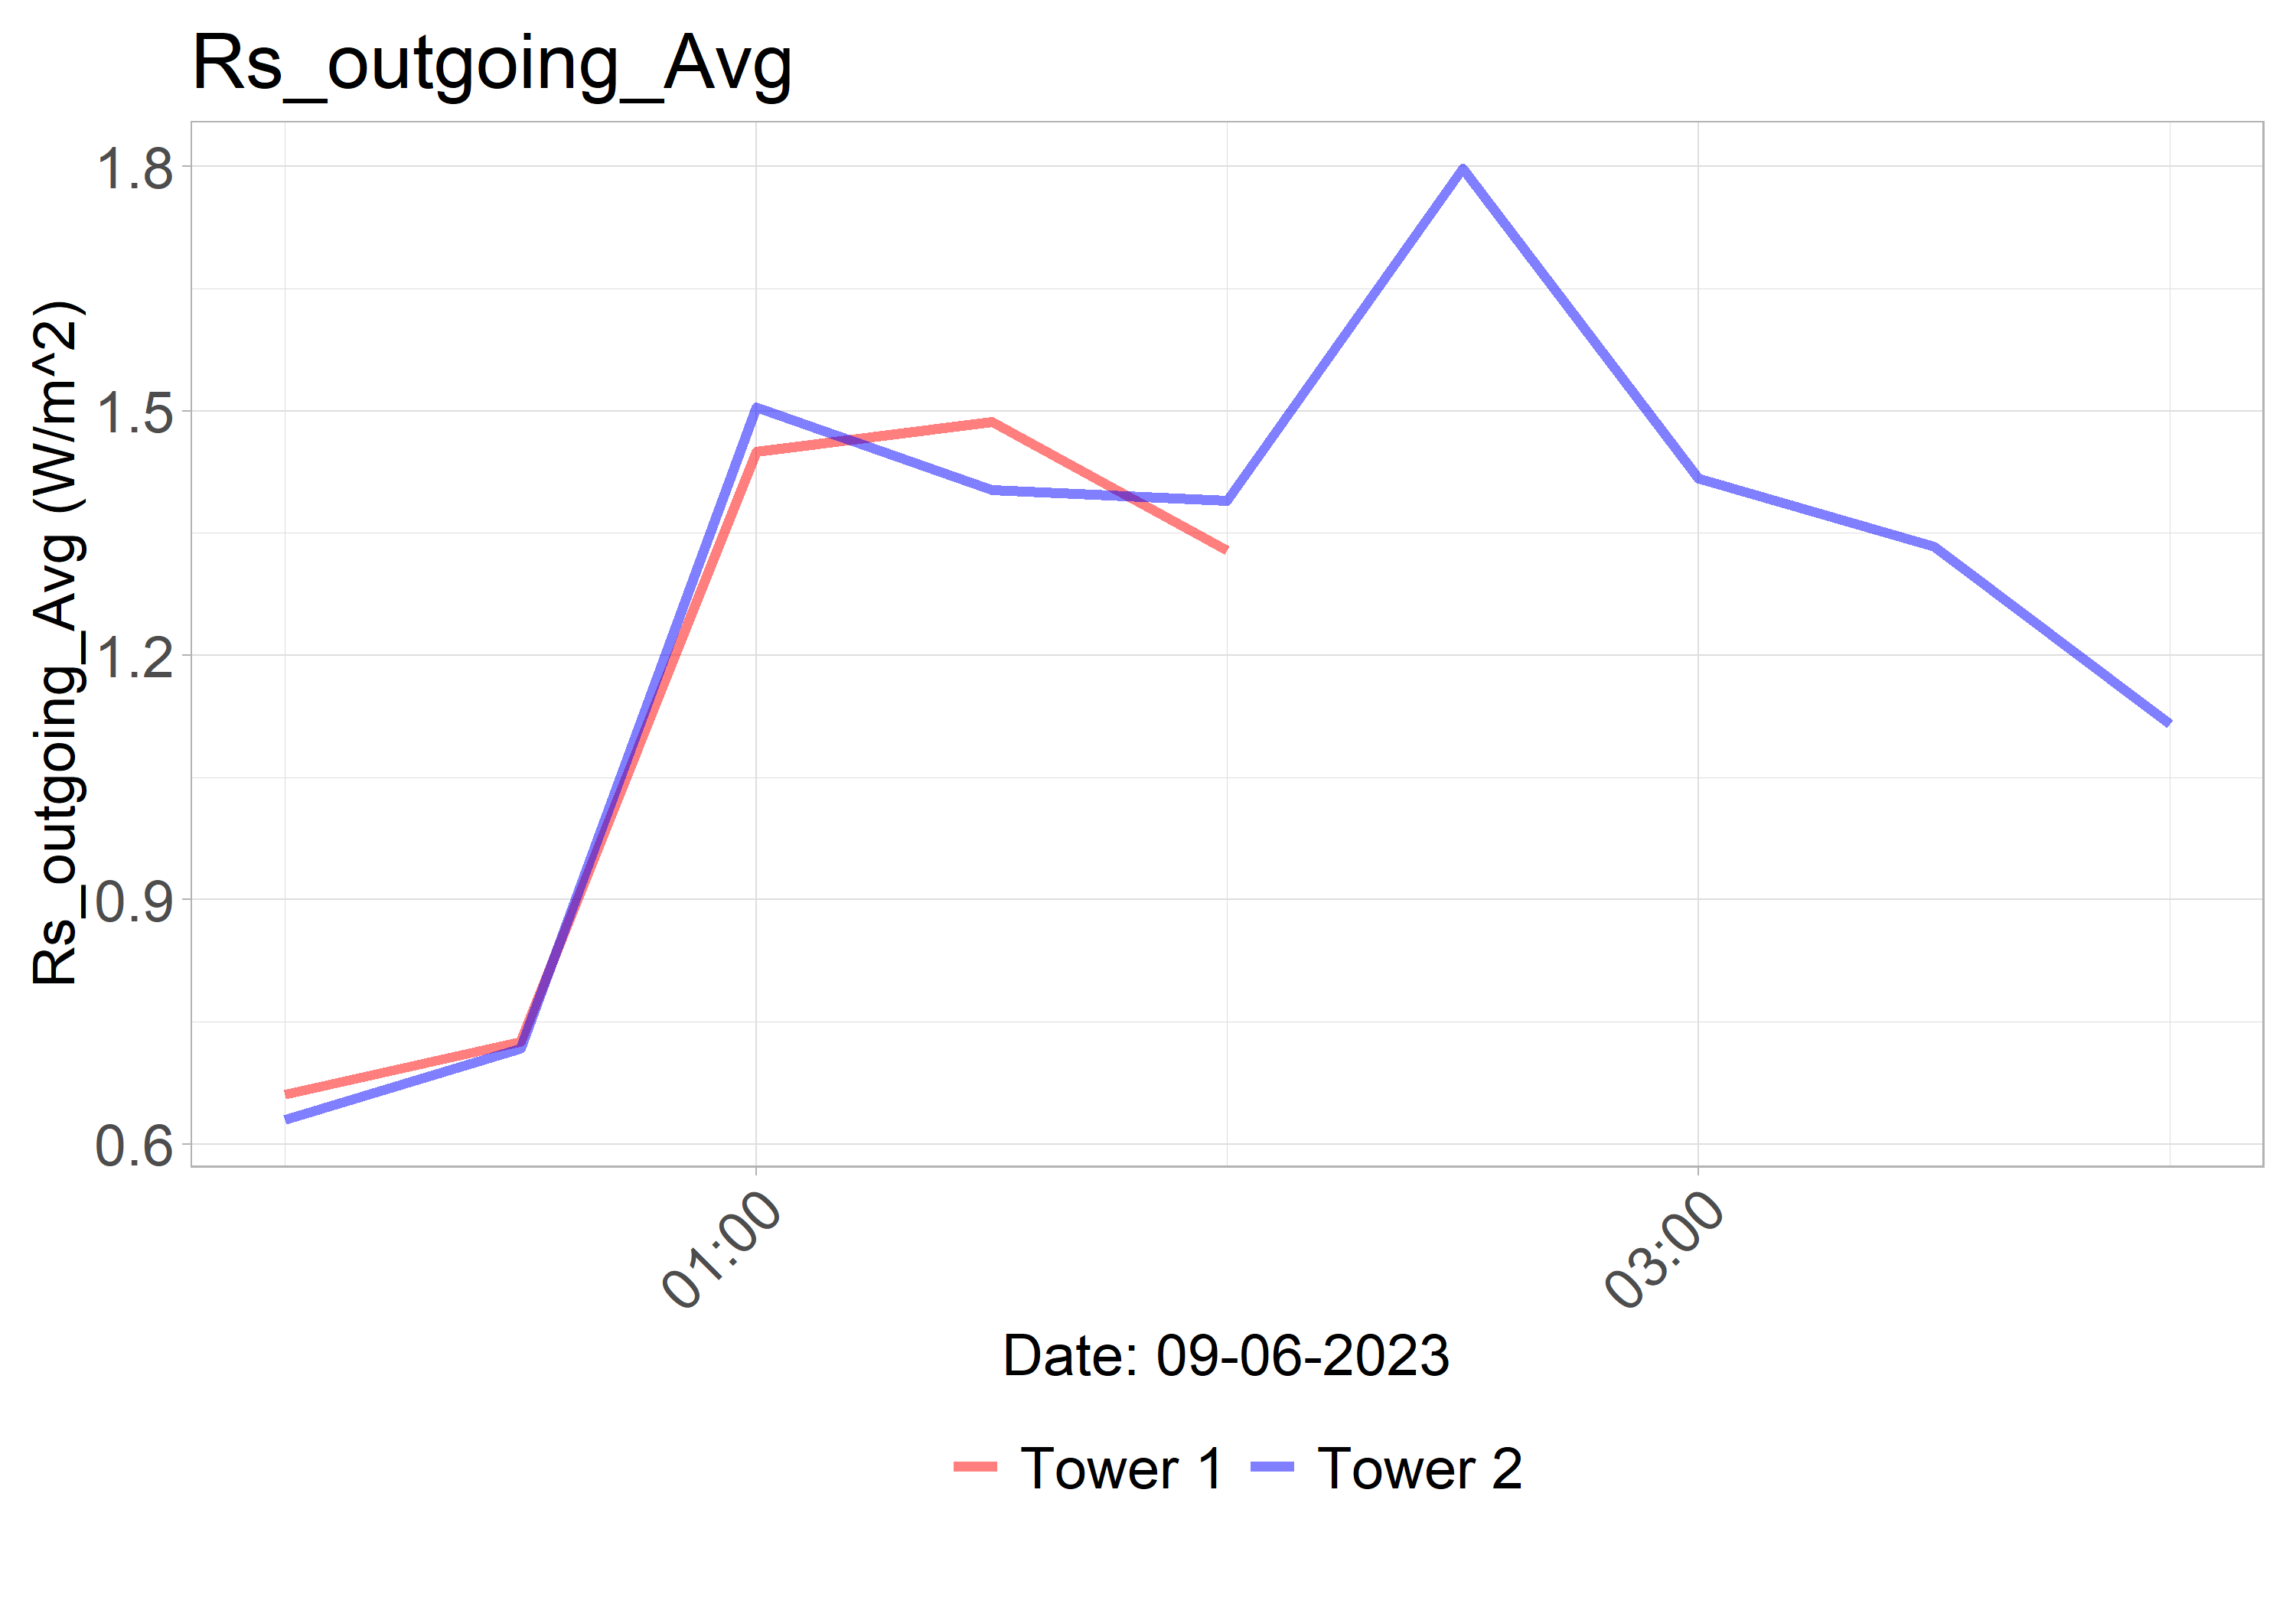 Rs_outgoing_Avg
Rs_outgoing_Avg (W/m^2)
1.8
1.5
1.2
0.9
0.6
01:00
03:00
Date: 09-06-2023
Tower 1
Tower 2